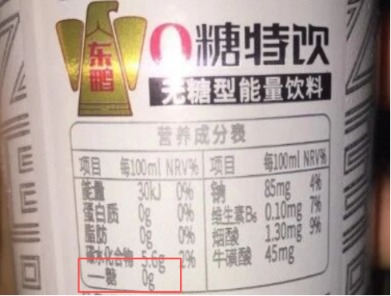 东鹏
0糖特饮
无糖型能量饮料
营养成分表
项目 每100ml NRV%
能量 30kJ 0%
蛋白质 0g 0%
脂肪 0g 0%
碳水化合物 5.6g 2%
——糖 0g
项目 每100ml NRV%
钠 85mg 4%
维生素B₆ 0.10mg 7%
烟酸 1.30mg 9%
牛磺酸 45mg